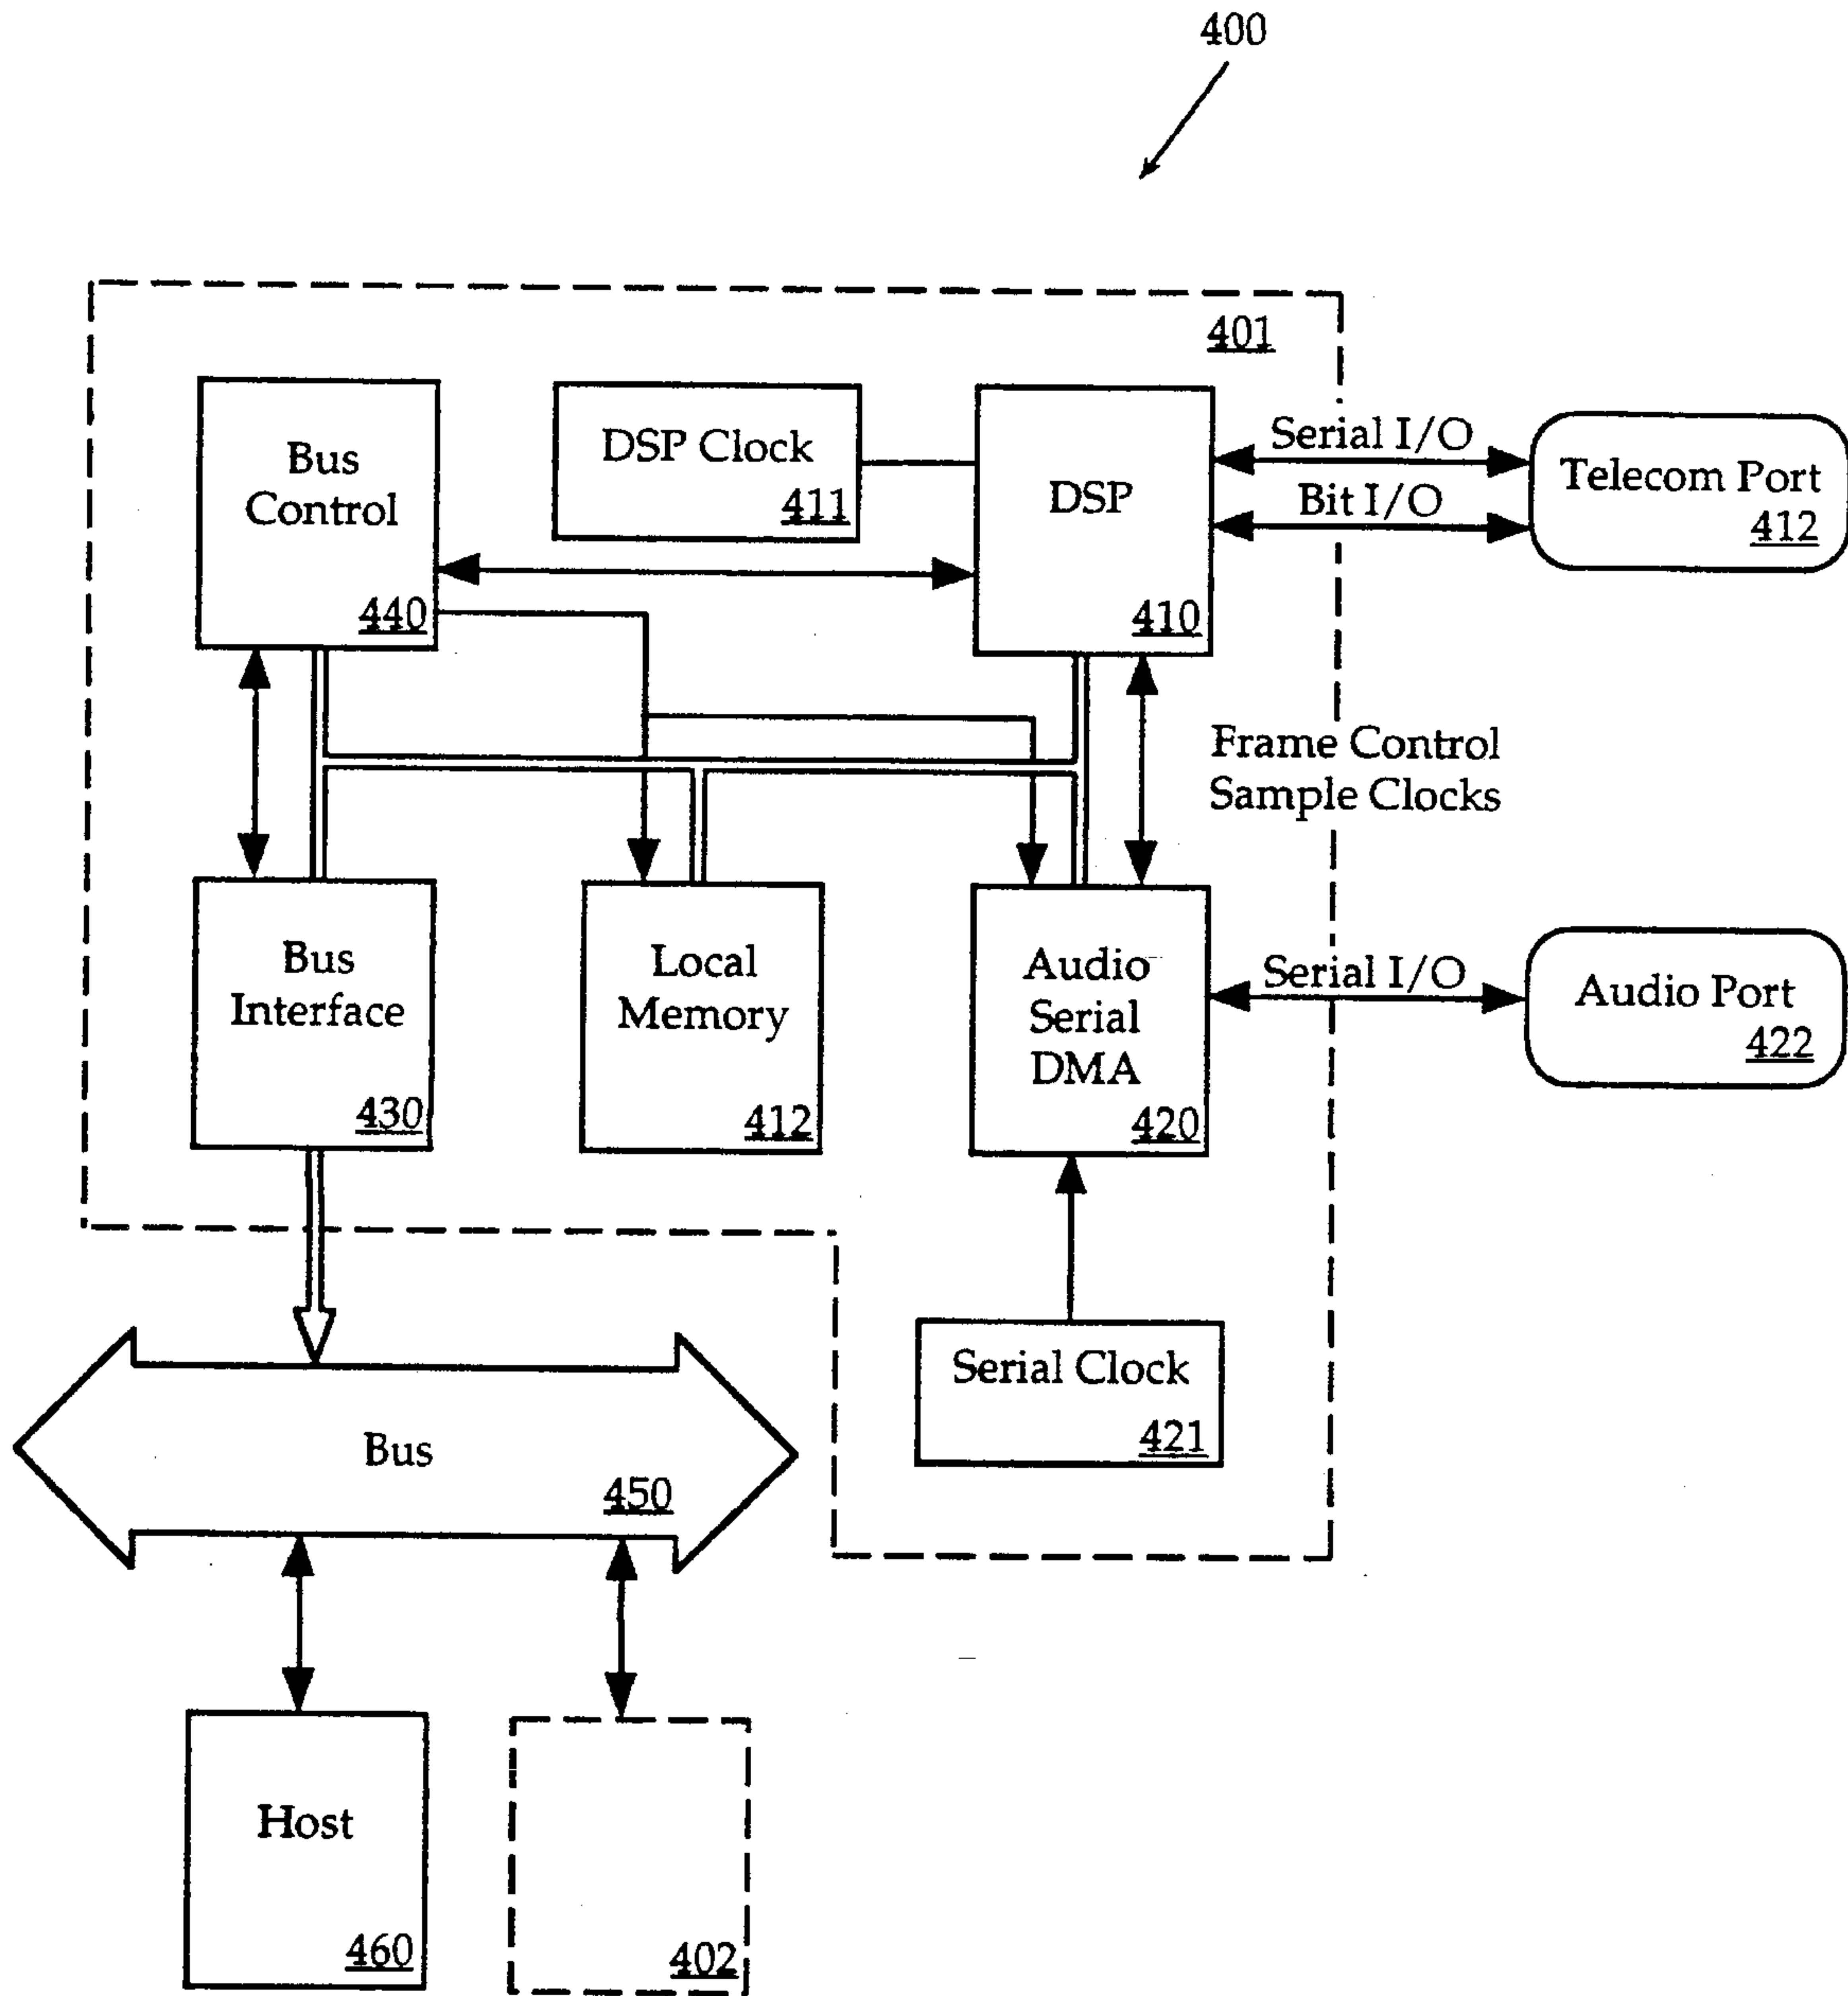 400
401
Bus
Control
440
DSP Clock
411
DSP
410
Serial I/O
Bit I/O
Telecom Port
412
Frame Control
Sample Clocks
Bus
Interface
430
Local
Memory
412
Audio
Serial
DMA
420
Serial I/O
Audio Port
422
Serial Clock
421
Bus
450
Host
460
402